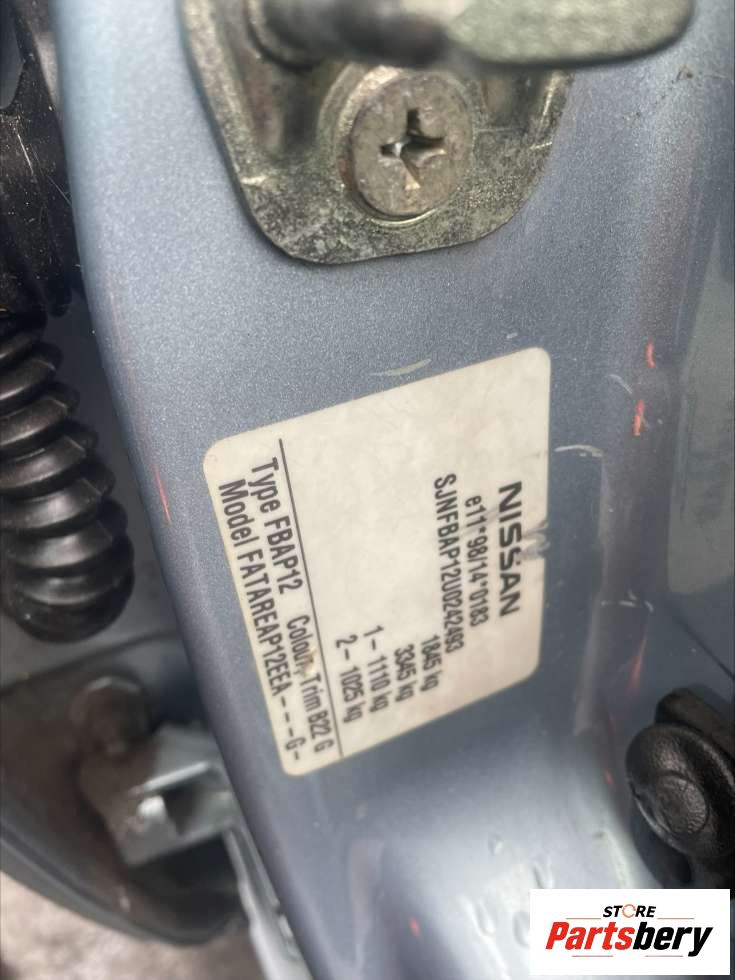 NISSAN
e11*98/14*0183
SJNFBAP12U0242493
1845 kg
3345 kg
1– 1110 kg
2– 1025 kg
Type FBAP12 Colour, Trim B22 G
Model FATAREAP12EEA - - - G-
STORE
Partsbery